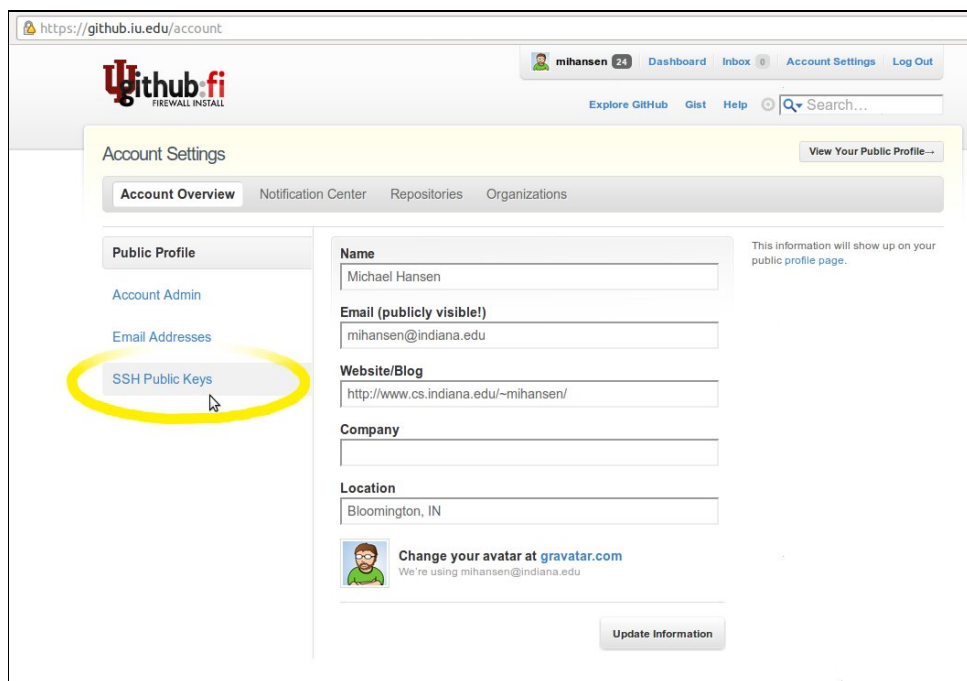 https://github.iu.edu/account
github:fi
FIREWALL INSTALL
mihansen 24 Dashboard Inbox 0 Account Settings Log Out
Explore GitHub Gist Help Search...
Account Settings
View Your Public Profile→
Account Overview Notification Center Repositories Organizations
Public Profile
Account Admin
Email Addresses
SSH Public Keys
Name
Michael Hansen
Email (publicly visible!)
mihansen@indiana.edu
Website/Blog
http://www.cs.indiana.edu/~mihansen/
Company
Location
Bloomington, IN
Change your avatar at gravatar.com
We're using mihansen@indiana.edu
Update Information
This information will show up on your
public profile page.